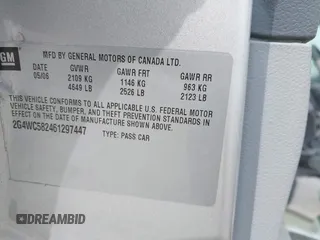 GM
MFD BY GENERAL MOTORS OF CANADA LTD.
DATE GVWR GAWR FRT GAWR RR
05/06 2109 KG 1146 KG 963 KG
4649 LB 2526 LB 2123 LB
THIS VEHICLE CONFORMS TO ALL APPLICABLE U.S. FEDERAL MOTOR
VEHICLE SAFETY, BUMPER, AND THEFT PREVENTION STANDARDS IN
EFFECT ON THE DATE OF MANUFACTURE SHOWN ABOVE.
2G4WC582461297447 TYPE: PASS CAR
DREAMBID